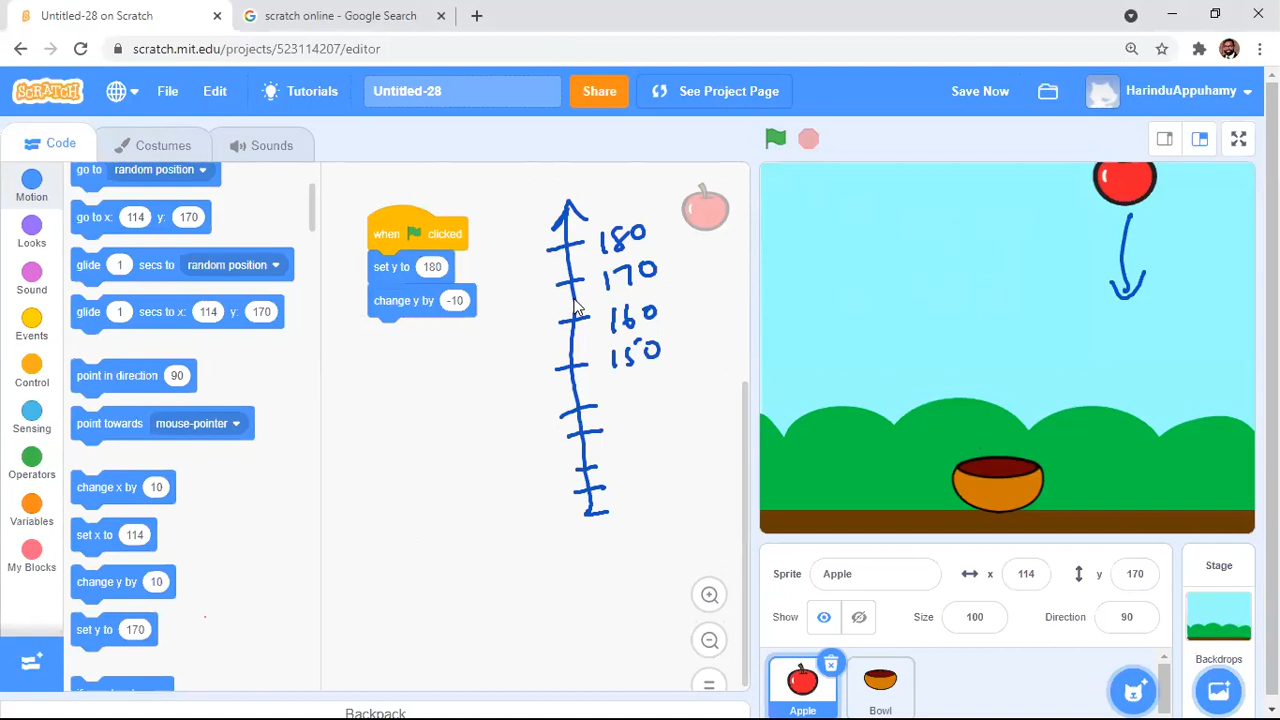 Untitled-28 on Scratch
scratch online - Google Search
scratch.mit.edu/projects/523114207/editor
SCRATCH
File
Edit
Tutorials
Untitled-28
Share
See Project Page
Save Now
HarinduAppuhamy
Code
Costumes
Sounds
Motion
Looks
Sound
Events
Control
Sensing
Operators
Variables
My Blocks
go to random position
go to x: 114 y: 170
glide 1 secs to random position
glide 1 secs to x: 114 y: 170
point in direction 90
point towards mouse-pointer
change x by 10
set x to 114
change y by 10
set y to 170
when clicked
set y to 180
change y by -10
180
170
160
150
Sprite Apple x 114 y 170
Show Size 100 Direction 90
Apple
Bowl
Stage
Backdrops
Backpack